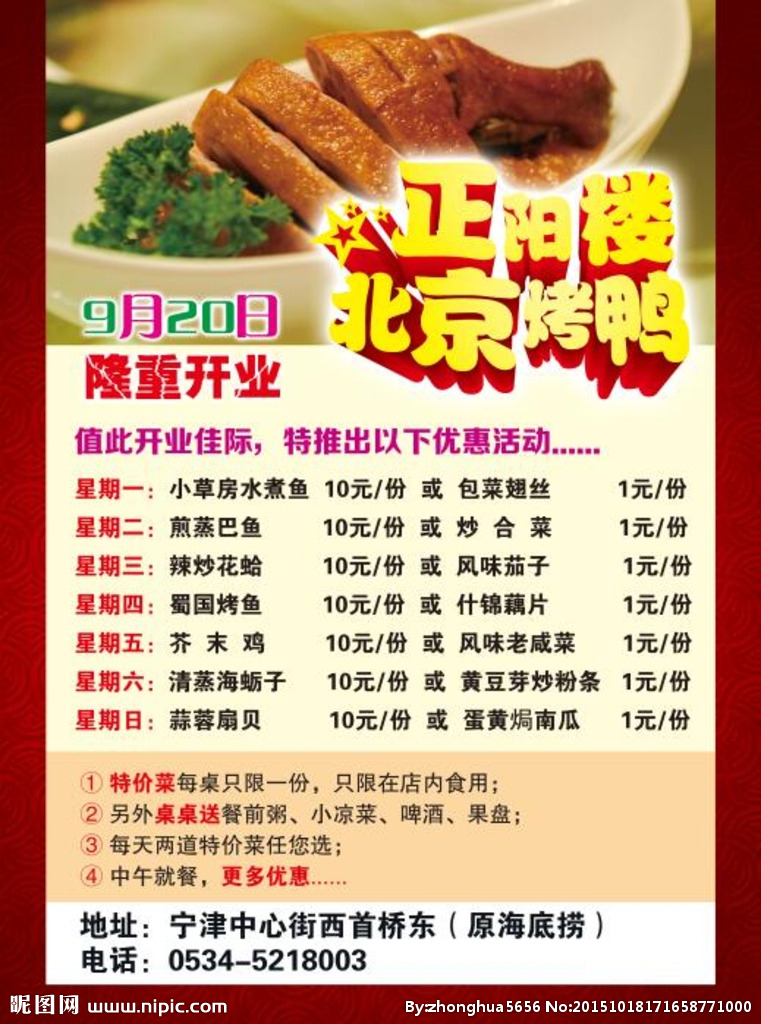 正阳楼
北京烤鸭
9月20日
隆重开业
值此开业佳际，特推出以下优惠活动......
星期一：小草房水煮鱼 10元/份 或 包菜翅丝 1元/份
星期二：煎蒸巴鱼 10元/份 或 炒 合 菜 1元/份
星期三：辣炒花蛤 10元/份 或 风味茄子 1元/份
星期四：蜀国烤鱼 10元/份 或 什锦藕片 1元/份
星期五：芥 末 鸡 10元/份 或 风味老咸菜 1元/份
星期六：清蒸海蛎子 10元/份 或 黄豆芽炒粉条 1元/份
星期日：蒜蓉扇贝 10元/份 或 蛋黄焗南瓜 1元/份
① 特价菜每桌只限一份，只限在店内食用；
② 另外桌桌送餐前粥、小凉菜、啤酒、果盘；
③ 每天两道特价菜任您选；
④ 中午就餐，更多优惠......
地址：宁津中心街西首桥东（原海底捞）
电话：0534-5218003
昵图网 www.nipic.com By:zhonghua5656 No:20151018171658771000